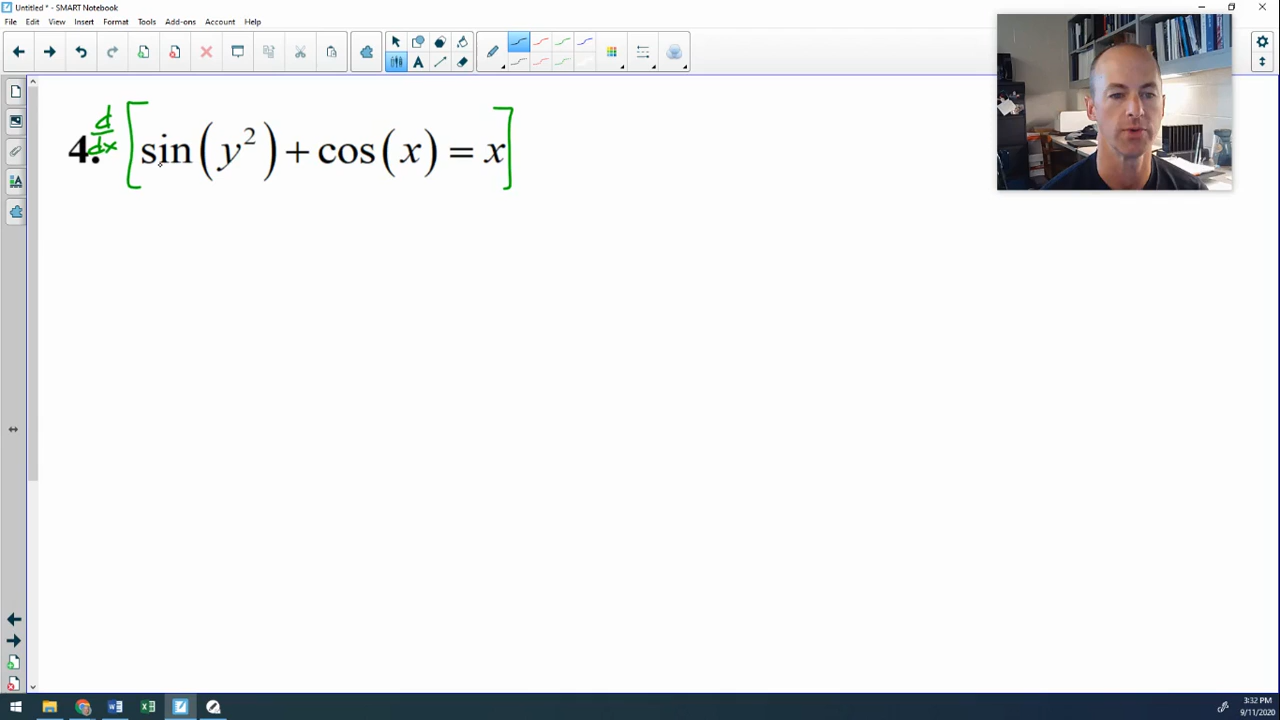 Untitled * - SMART Notebook
File Edit View Insert Format Tools Add-ons Account Help
4. d/dx [sin(y²) + cos(x) = x]
3:32 PM
9/11/2020